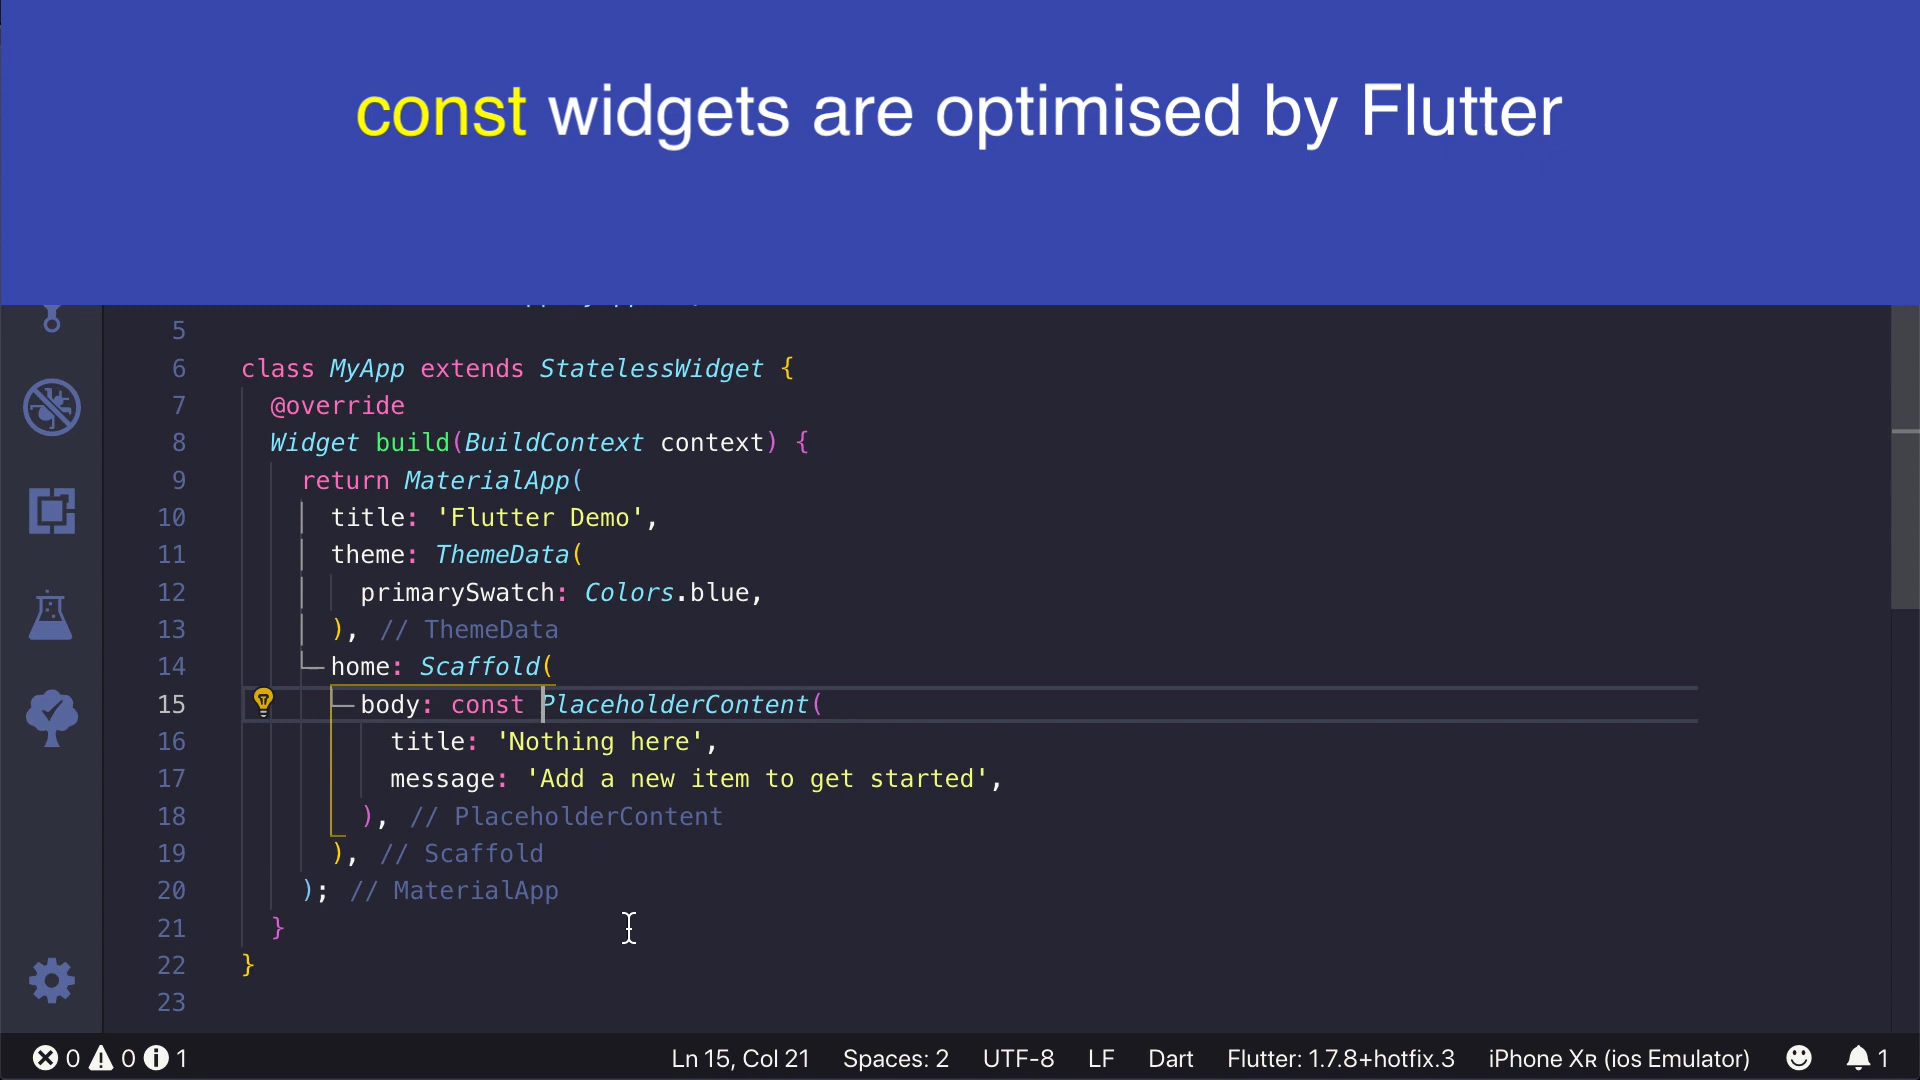 const widgets are optimised by Flutter
5
6 class MyApp extends StatelessWidget {
7 @override
8 Widget build(BuildContext context) {
9 return MaterialApp(
10 title: 'Flutter Demo',
11 theme: ThemeData(
12 primarySwatch: Colors.blue,
13 ), // ThemeData
14 home: Scaffold(
15 body: const PlaceholderContent(
16 title: 'Nothing here',
17 message: 'Add a new item to get started',
18 ), // PlaceholderContent
19 ), // Scaffold
20 ); // MaterialApp
21 }
22 }
23
0 0 1 Ln 15, Col 21 Spaces: 2 UTF-8 LF Dart Flutter: 1.7.8+hotfix.3 iPhone XR (ios Emulator) 1